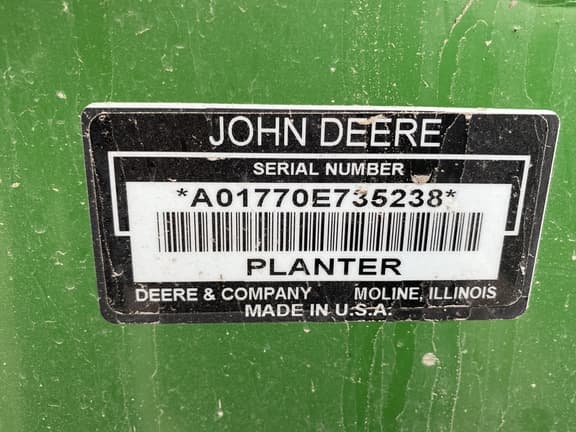 JOHN DEERE
SERIAL NUMBER
*A01770E735238*
PLANTER
DEERE & COMPANY MOLINE, ILLINOIS
MADE IN U.S.A.